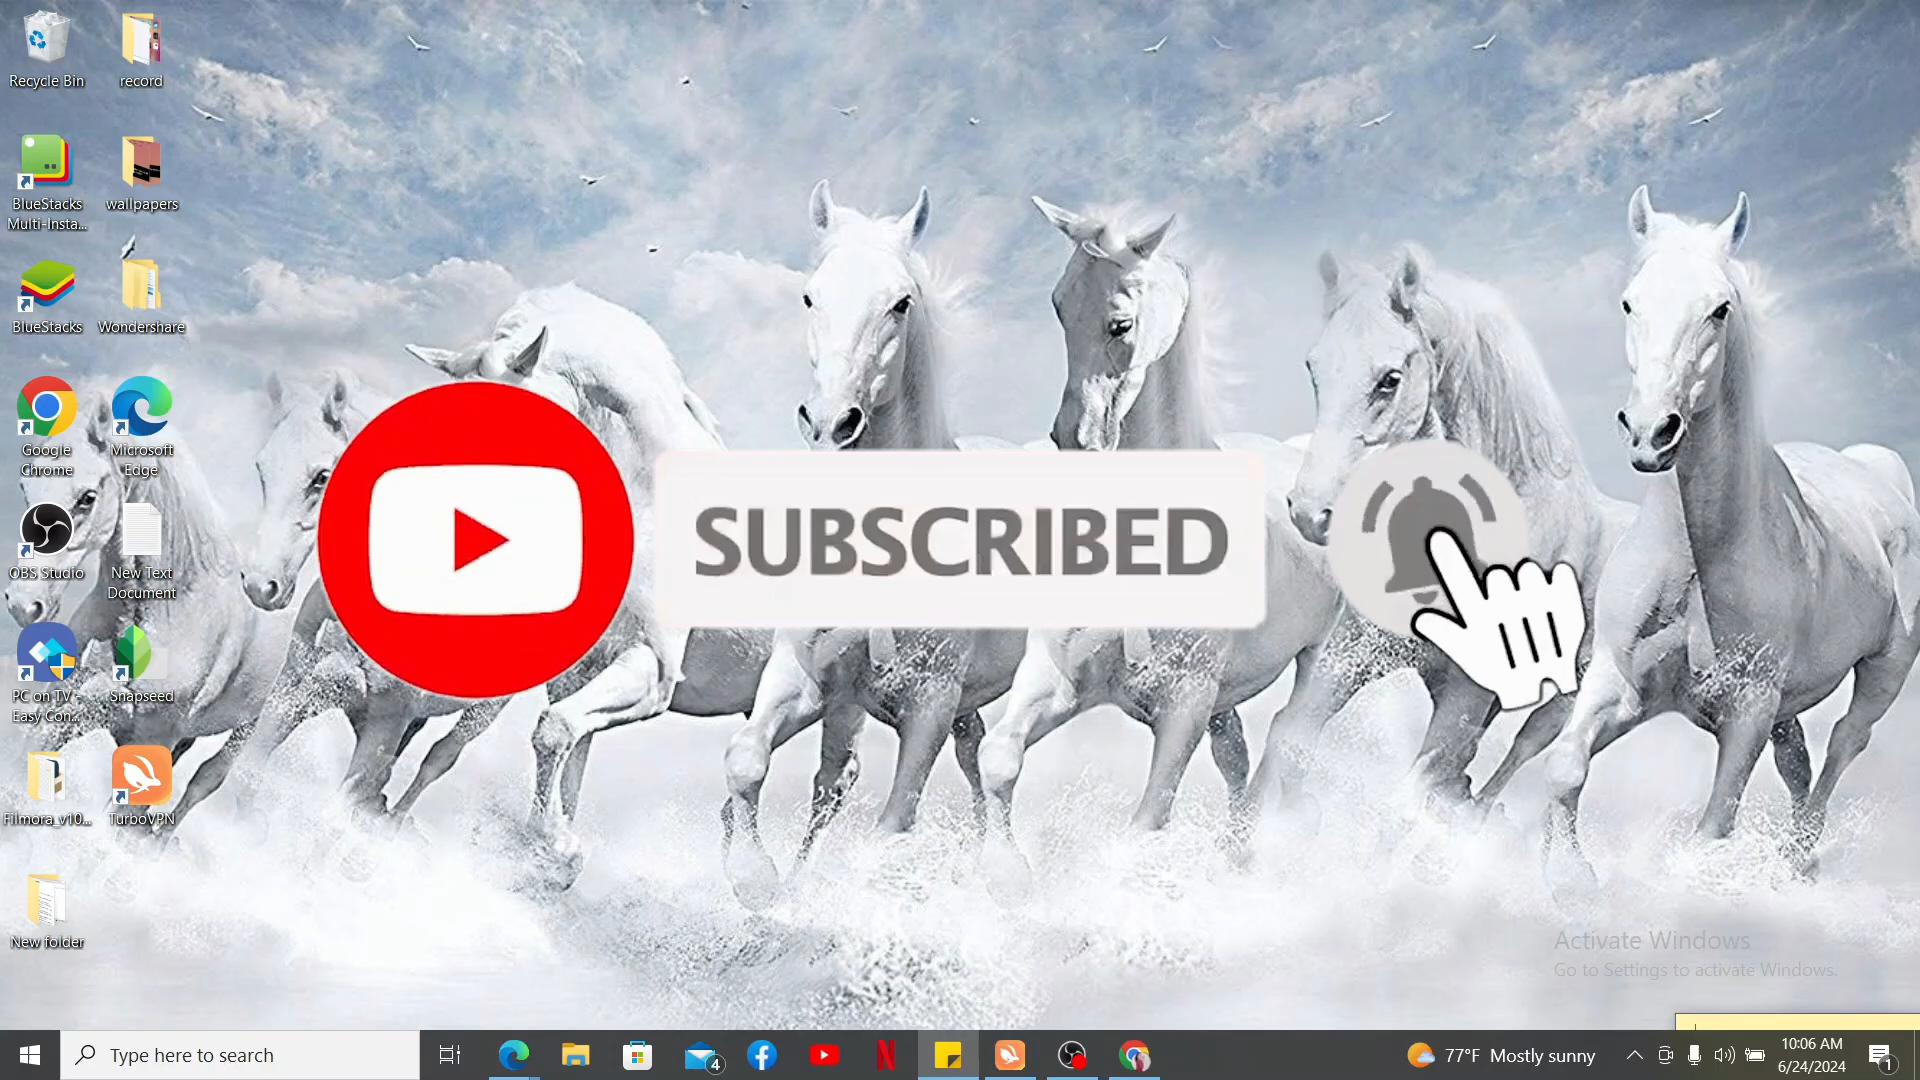 Recycle Bin
record
BlueStacks
Multi-Insta...
wallpapers
BlueStacks
Wondershare
Google
Chrome
Microsoft
Edge
OBS Studio
New Text
Document
PC on TV -
Easy Con...
Snapseed
Filmora_v10...
TurboVPN
New folder
SUBSCRIBED
Activate Windows
Go to Settings to activate Windows.
Type here to search
4
N
77°F Mostly sunny
10:06 AM
6/24/2024
1